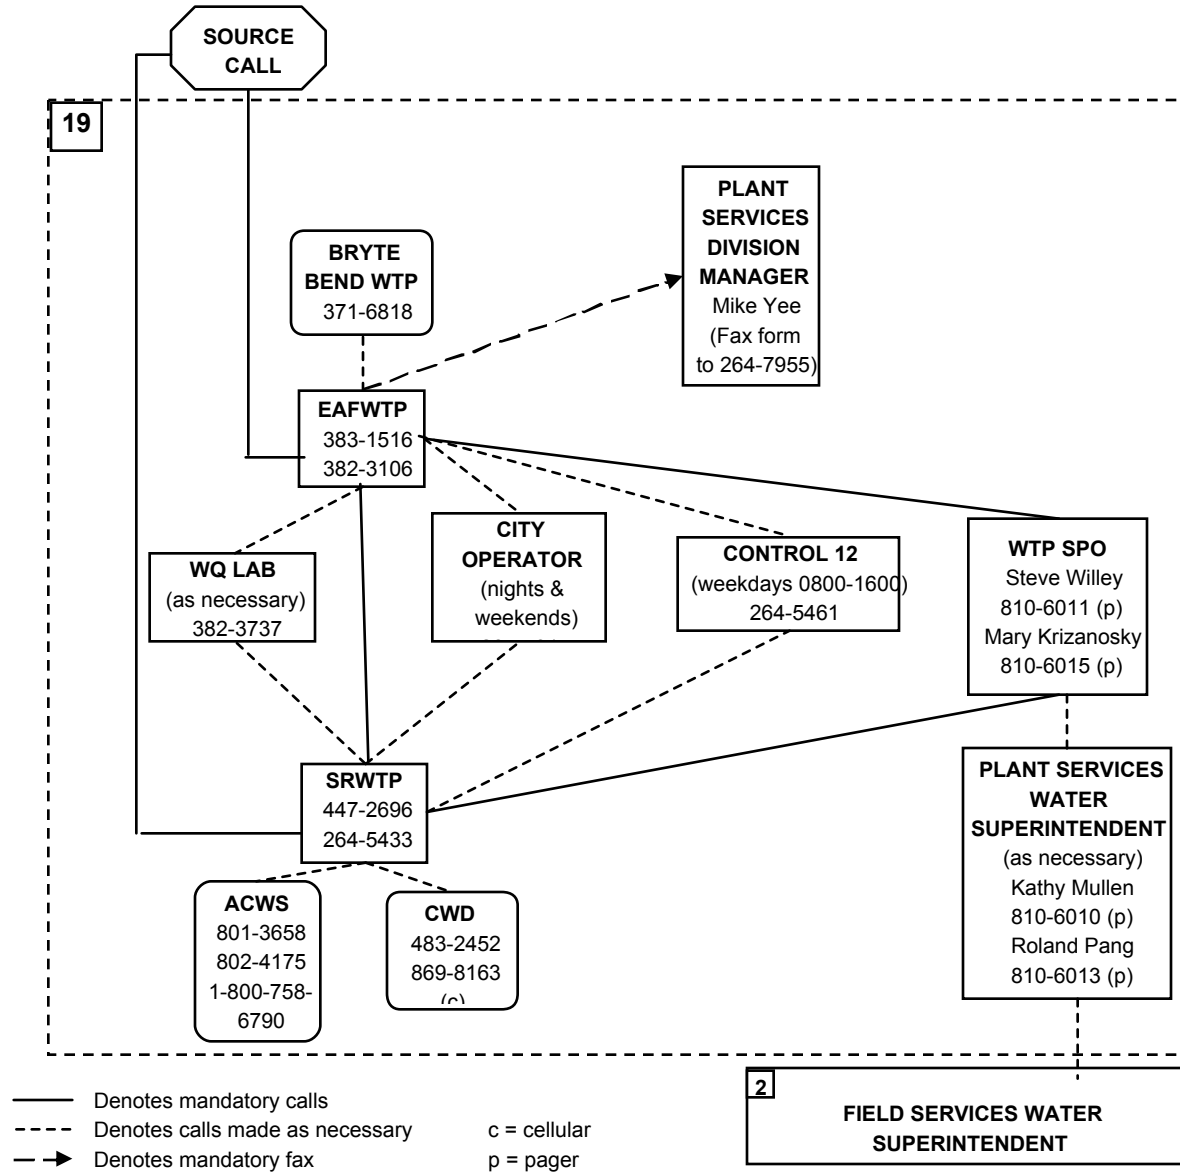 SOURCE
CALL
19
PLANT
SERVICES
DIVISION
MANAGER
Mike Yee
(Fax form
to 264-7955)
BRYTE
BEND WTP
371-6818
EAFWTP
383-1516
382-3106
WQ LAB
(as necessary)
382-3737
CITY
OPERATOR
(nights &
weekends)
CONTROL 12
(weekdays 0800-1600)
264-5461
WTP SPO
Steve Willey
810-6011 (p)
Mary Krizanosky
810-6015 (p)
SRWTP
447-2696
264-5433
PLANT SERVICES
WATER
SUPERINTENDENT
(as necessary)
Kathy Mullen
810-6010 (p)
Roland Pang
810-6013 (p)
ACWS
801-3658
802-4175
1-800-758-
6790
CWD
483-2452
869-8163
(c)
2
FIELD SERVICES WATER
SUPERINTENDENT
Denotes mandatory calls
Denotes calls made as necessary
c = cellular
Denotes mandatory fax
p = pager